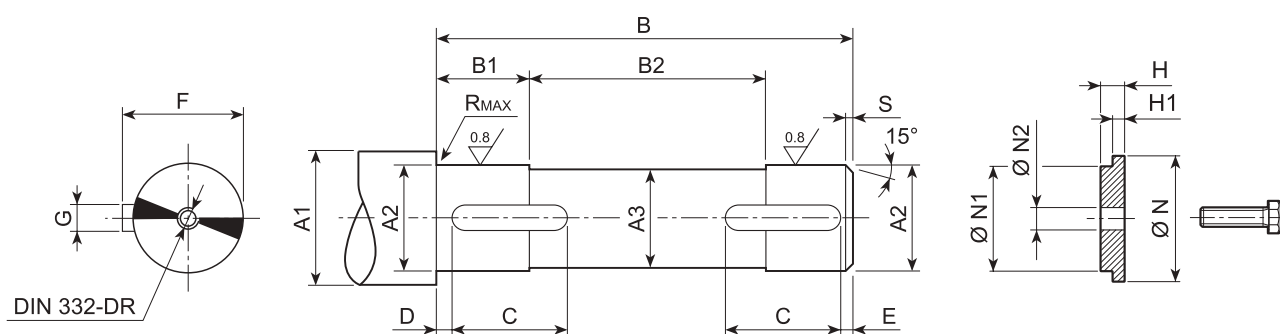 B
B1
B2
H
H1
F
RMAX
S
0.8
0.8
15°
Ø N2
G
A1
A2
A3
A2
Ø N1
Ø N
DIN 332-DR
D
C
C
E